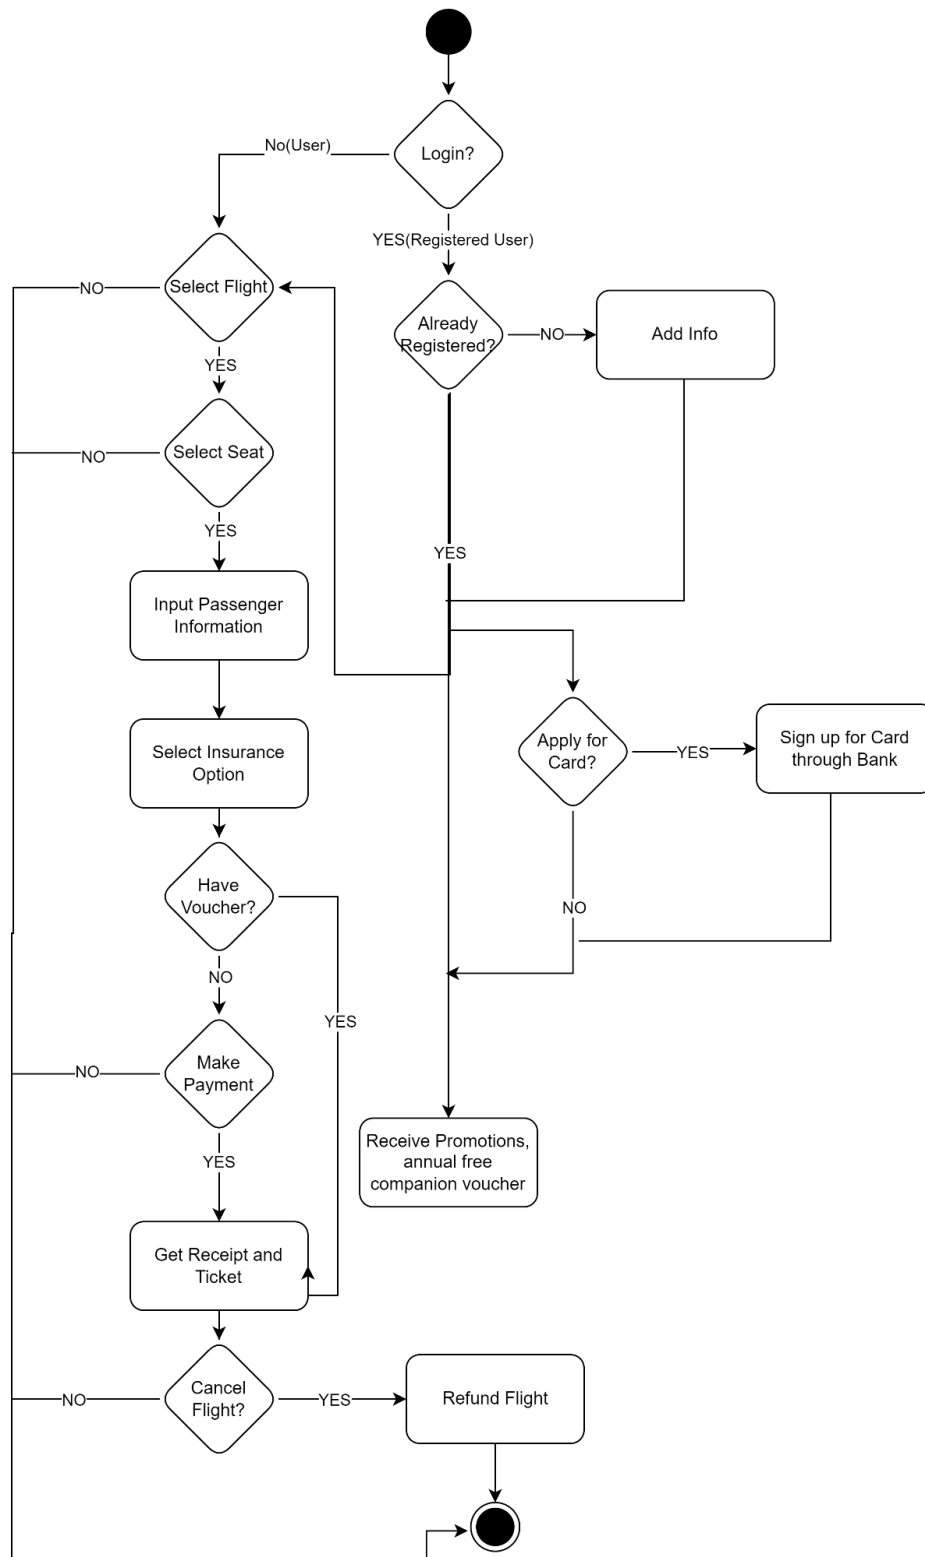 Login?
No(User)
YES(Registered User)
Select Flight
NO
YES
Already
Registered?
NO
Add Info
Select Seat
NO
YES
YES
Input Passenger
Information
Select Insurance
Option
Apply for
Card?
YES
Sign up for Card
through Bank
NO
Have
Voucher?
NO
YES
Make
Payment
NO
YES
Receive Promotions,
annual free
companion voucher
Get Receipt and
Ticket
Cancel
Flight?
NO
YES
Refund Flight